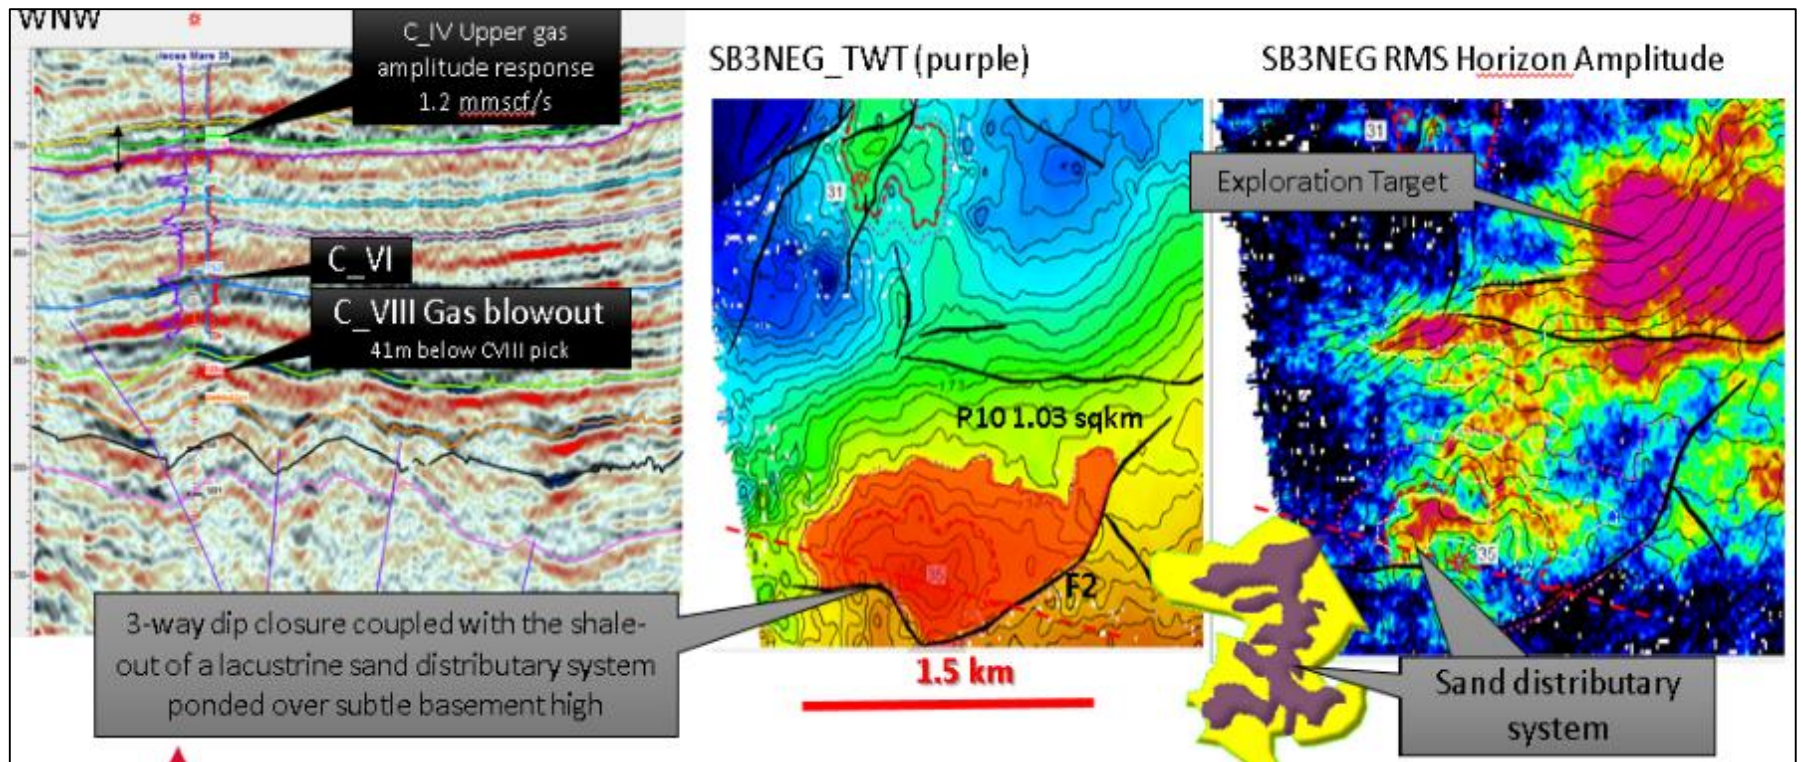 WNW
C_IV Upper gas
amplitude response
1.2 mmscf/s
C_VI
C_VIII Gas blowout
41m below CVIII pick
3-way dip closure coupled with the shale-
out of a lacustrine sand distributary system
ponded over subtle basement high
SB3NEG_TWT (purple)
31
P10 1.03 sqkm
35
F2
1.5 km
SB3NEG RMS Horizon Amplitude
31
Exploration Target
35
Sand distributary
system